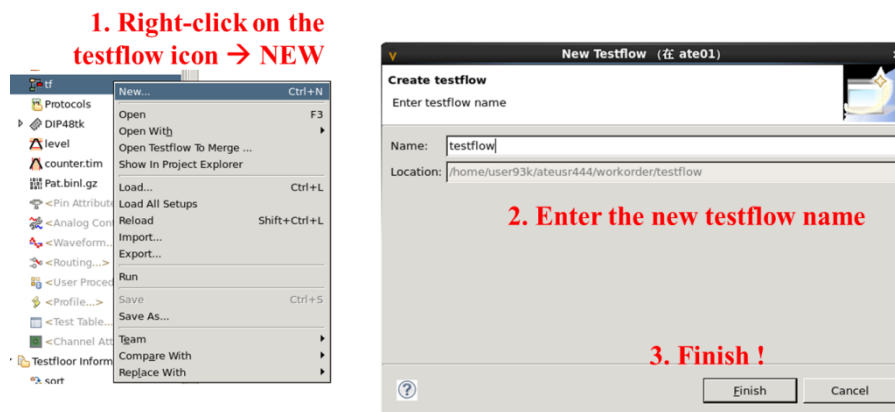 1. Right-click on the
testflow icon → NEW
tf
Protocols
DIP48tk
level
counter.tim
Pat.binl.gz
<Pin Attribute
<Analog Con
<Waveform..
<Routing...>
<User Proced
<Profile...>
<Test Table...
<Channel Att
Testfloor Inform
sort
New... Ctrl+N
Open F3
Open With
Open Testflow To Merge ...
Show In Project Explorer
Load... Ctrl+L
Load All Setups
Reload Shift+Ctrl+L
Import...
Export...
Run
Save Ctrl+S
Save As...
Team
Compare With
Replace With
New Testflow (在 ate01)
Create testflow
Enter testflow name
Name: testflow
Location: /home/user93k/ateusr444/workorder/testflow
2. Enter the new testflow name
3. Finish !
Finish Cancel